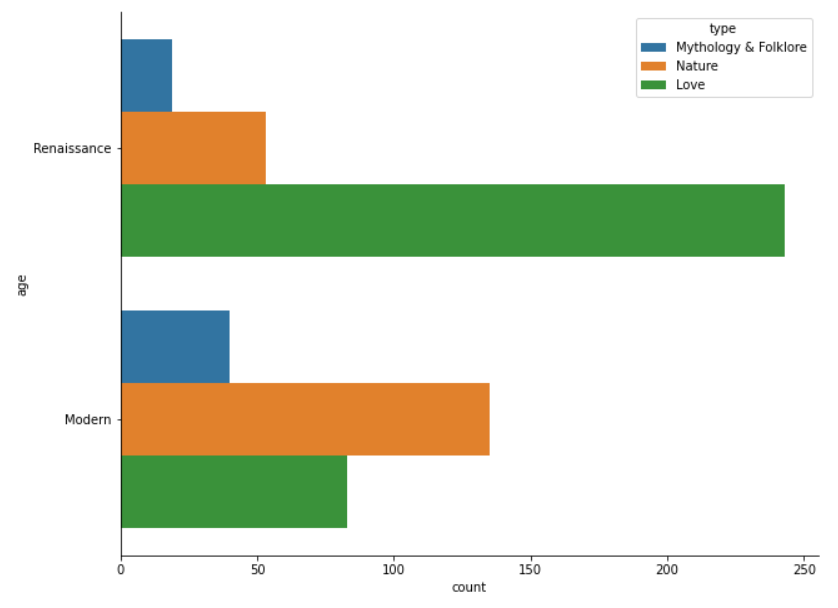 type
Mythology & Folklore
Nature
Love
Renaissance
age
Modern
0 50 100 150 200 250
count